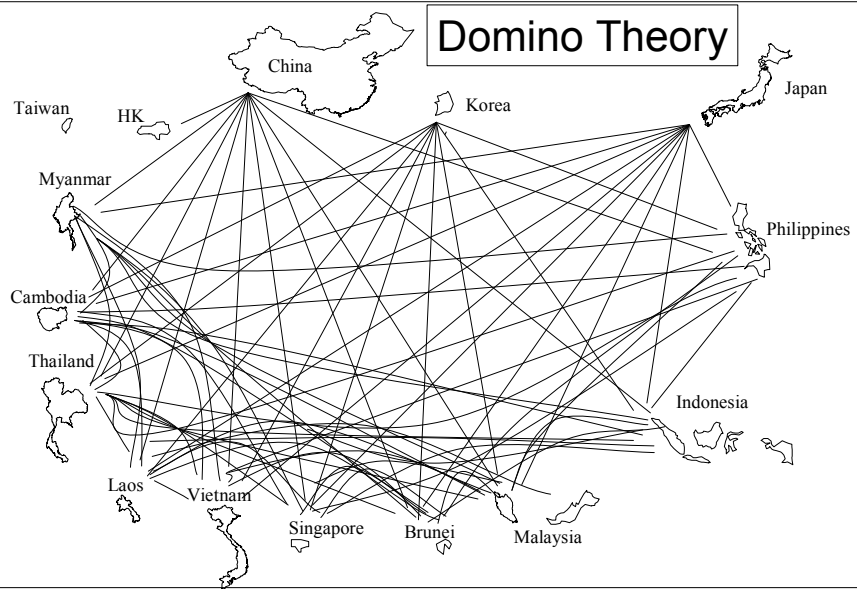 Domino Theory
China
Japan
Taiwan
HK
Korea
Myanmar
Philippines
Cambodia
Thailand
Indonesia
Laos
Vietnam
Singapore
Brunei
Malaysia